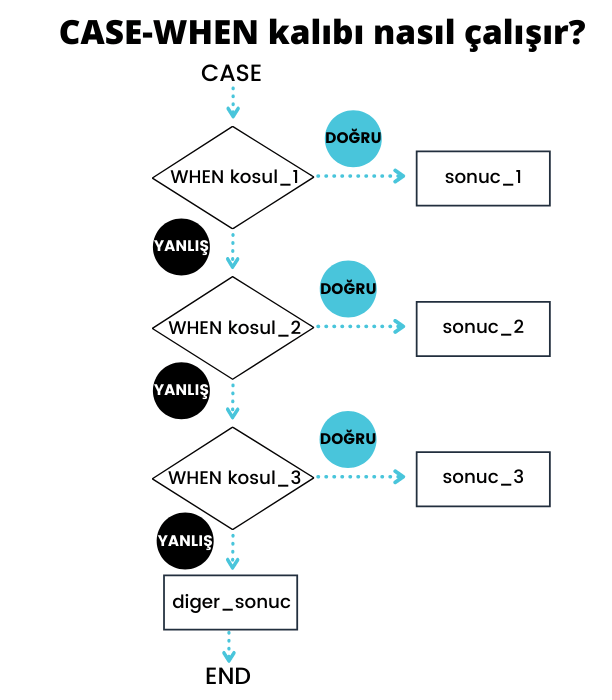 CASE-WHEN kalıbı nasıl çalışır?
CASE
DOĞRU
WHEN kosul_1
sonuc_1
YANLIŞ
DOĞRU
WHEN kosul_2
sonuc_2
YANLIŞ
DOĞRU
WHEN kosul_3
sonuc_3
YANLIŞ
diger_sonuc
END